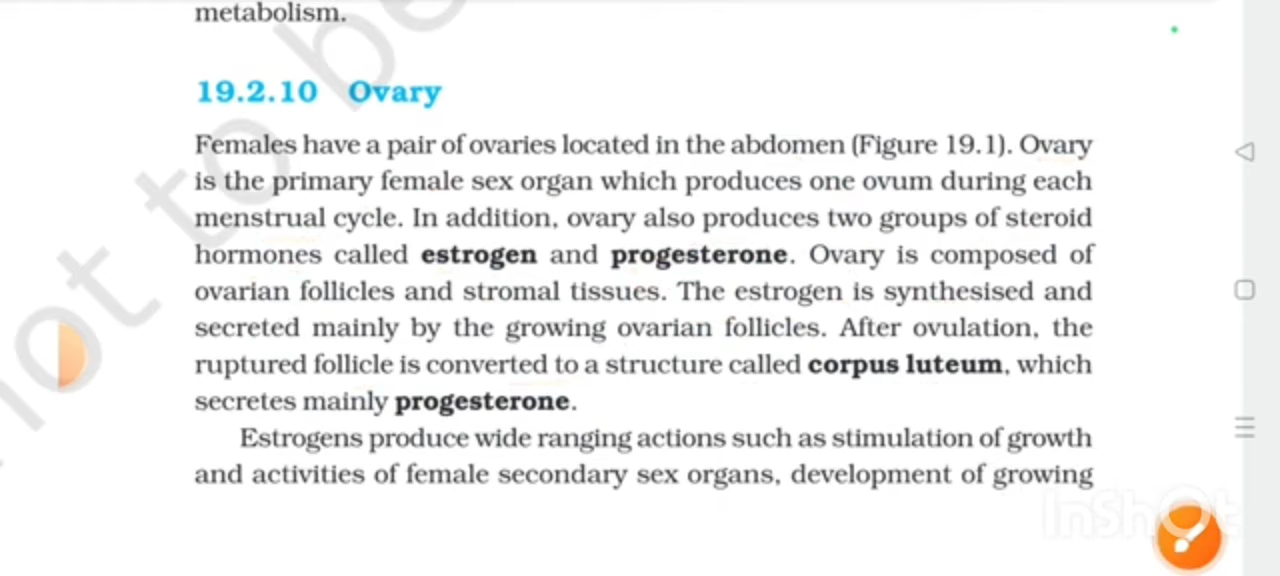 metabolism.
19.2.10 Ovary
Females have a pair of ovaries located in the abdomen (Figure 19.1). Ovary
is the primary female sex organ which produces one ovum during each
menstrual cycle. In addition, ovary also produces two groups of steroid
hormones called estrogen and progesterone. Ovary is composed of
ovarian follicles and stromal tissues. The estrogen is synthesised and
secreted mainly by the growing ovarian follicles. After ovulation, the
ruptured follicle is converted to a structure called corpus luteum, which
secretes mainly progesterone.
Estrogens produce wide ranging actions such as stimulation of growth
and activities of female secondary sex organs, development of growing
not to be
InShOt